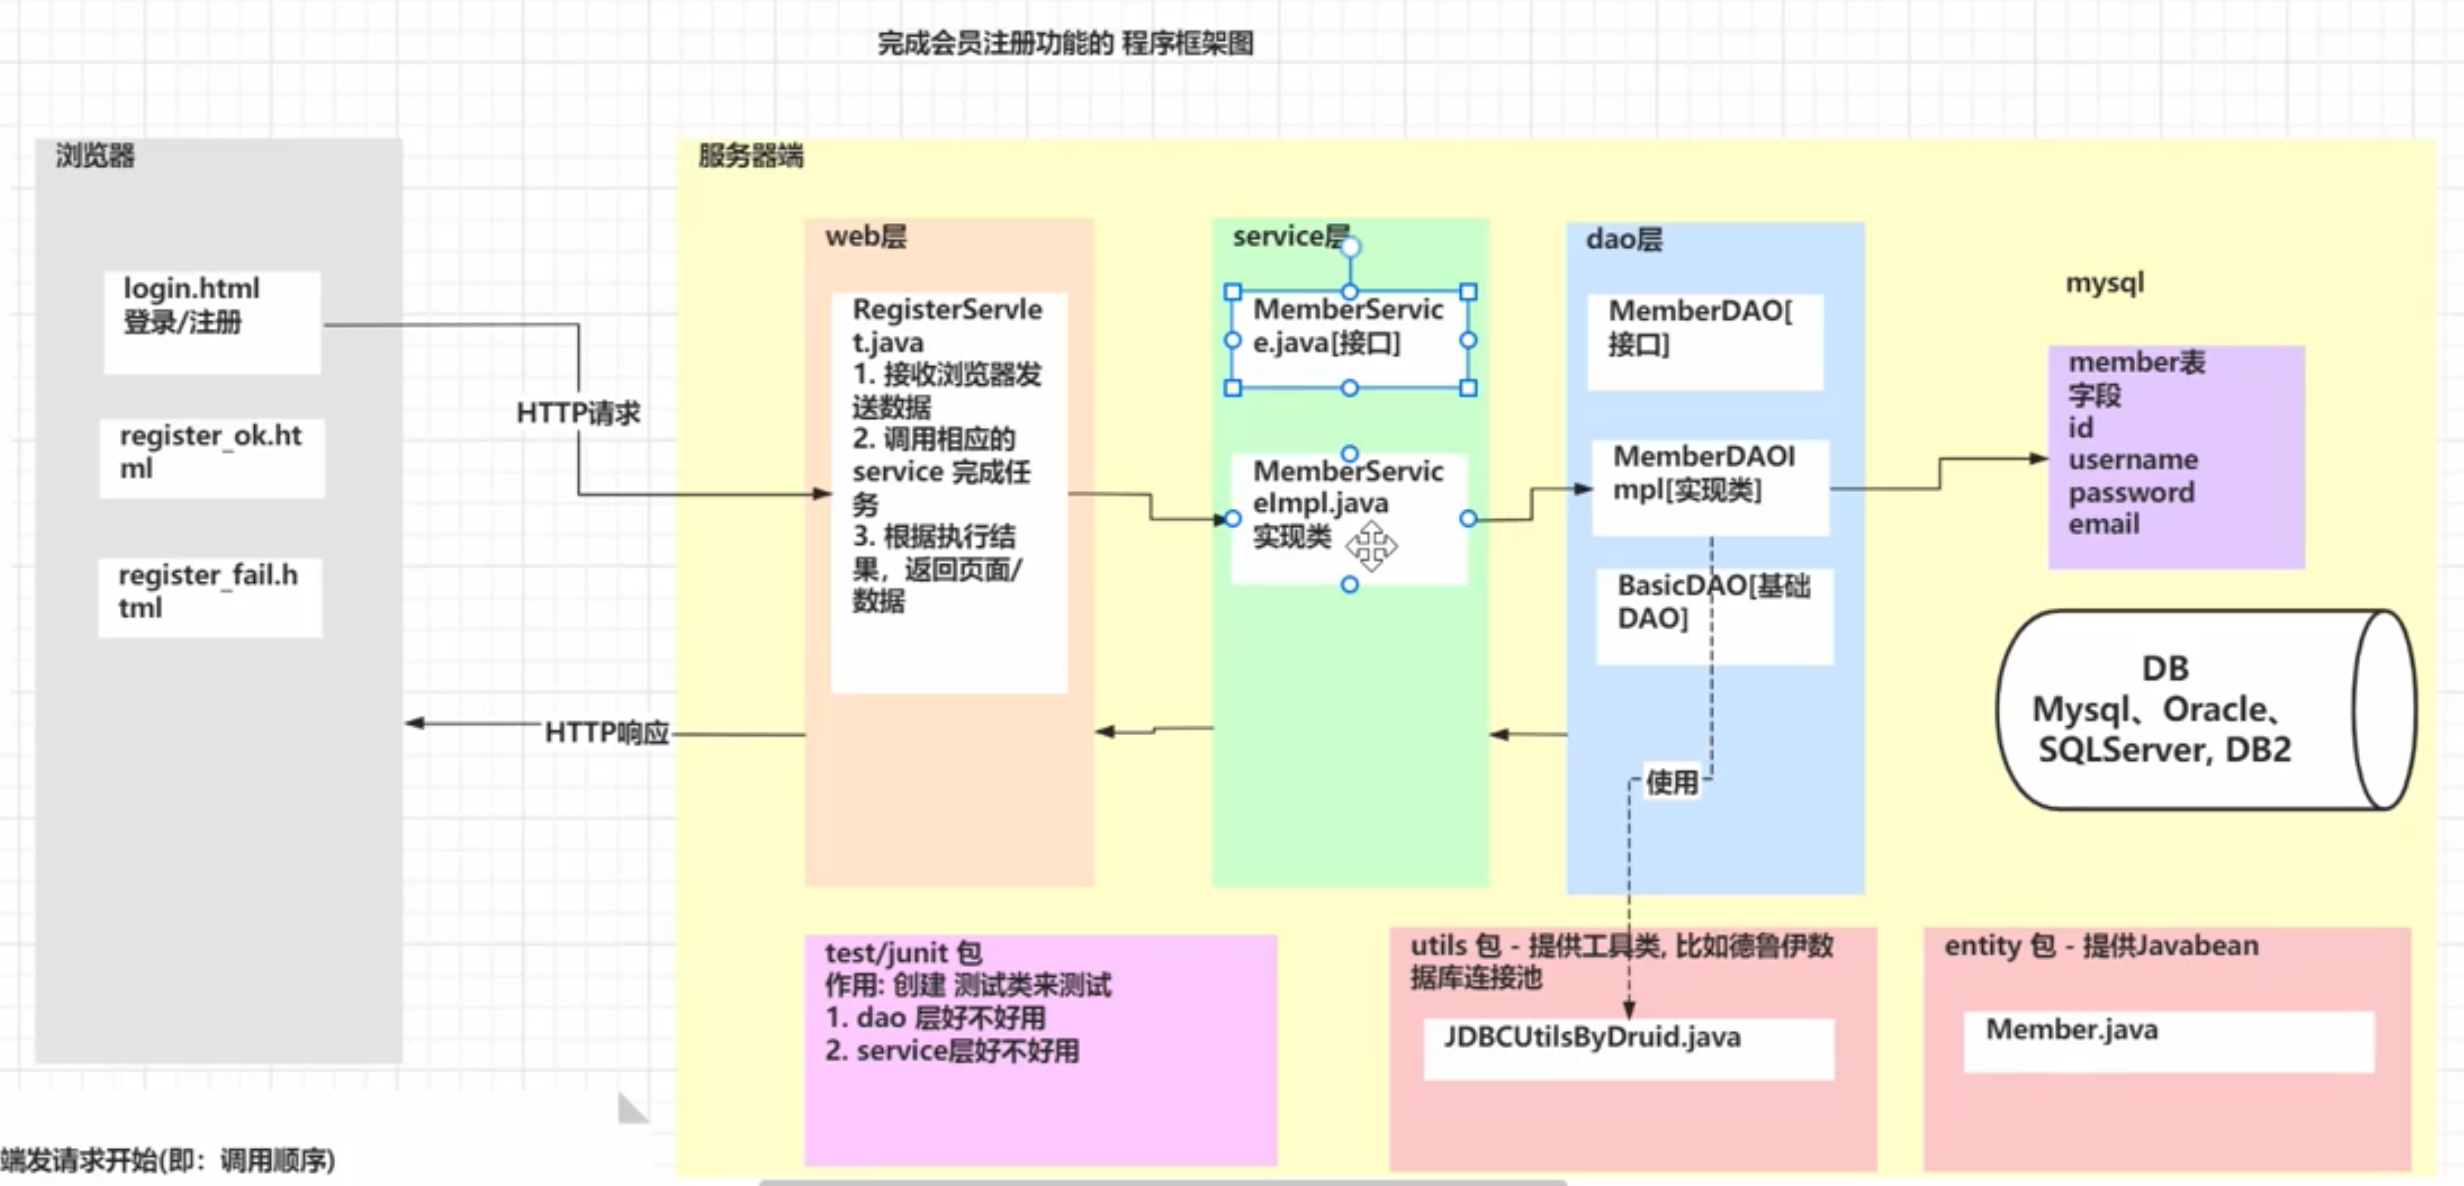 完成会员注册功能的 程序框架图
浏览器
login.html
登录/注册
register_ok.ht
ml
register_fail.h
tml
HTTP请求
HTTP响应
服务器端
web层
RegisterServle
t.java
1. 接收浏览器发
送数据
2. 调用相应的
service 完成任
务
3. 根据执行结
果，返回页面/
数据
service层
MemberServic
e.java[接口]
MemberServic
eImpl.java
实现类
dao层
MemberDAO[
接口]
MemberDAOI
mpl[实现类]
BasicDAO[基础
DAO]
使用
mysql
member表
字段
id
username
password
email
DB
Mysql、Oracle、
SQLServer, DB2
test/junit 包
作用: 创建 测试类来测试
1. dao 层好不好用
2. service层好不好用
utils 包 - 提供工具类, 比如德鲁伊数
据库连接池
JDBCUtilsByDruid.java
entity 包 - 提供Javabean
Member.java
端发请求开始(即：调用顺序)